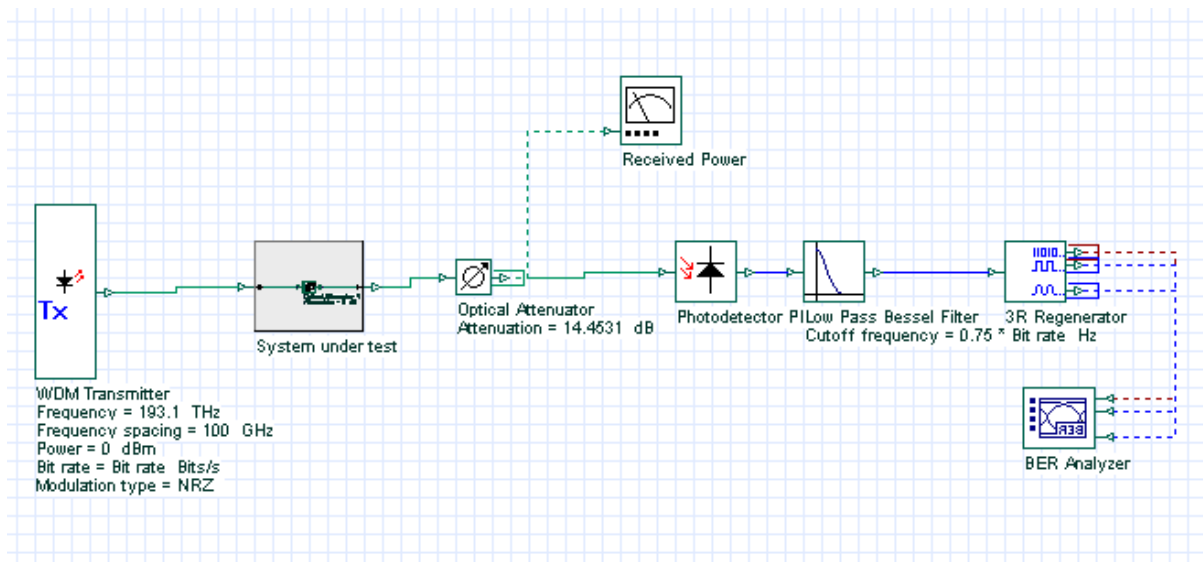 Received Power
Tx
System under test
Optical Attenuator
Attenuation = 14.4531 dB
Photodetector PI
Low Pass Bessel Filter
Cutoff frequency = 0.75 * Bit rate Hz
3R Regenerator
WDM Transmitter
Frequency = 193.1 THz
Frequency spacing = 100 GHz
Power = 0 dBm
Bit rate = Bit rate Bits/s
Modulation type = NRZ
BER
BER Analyzer